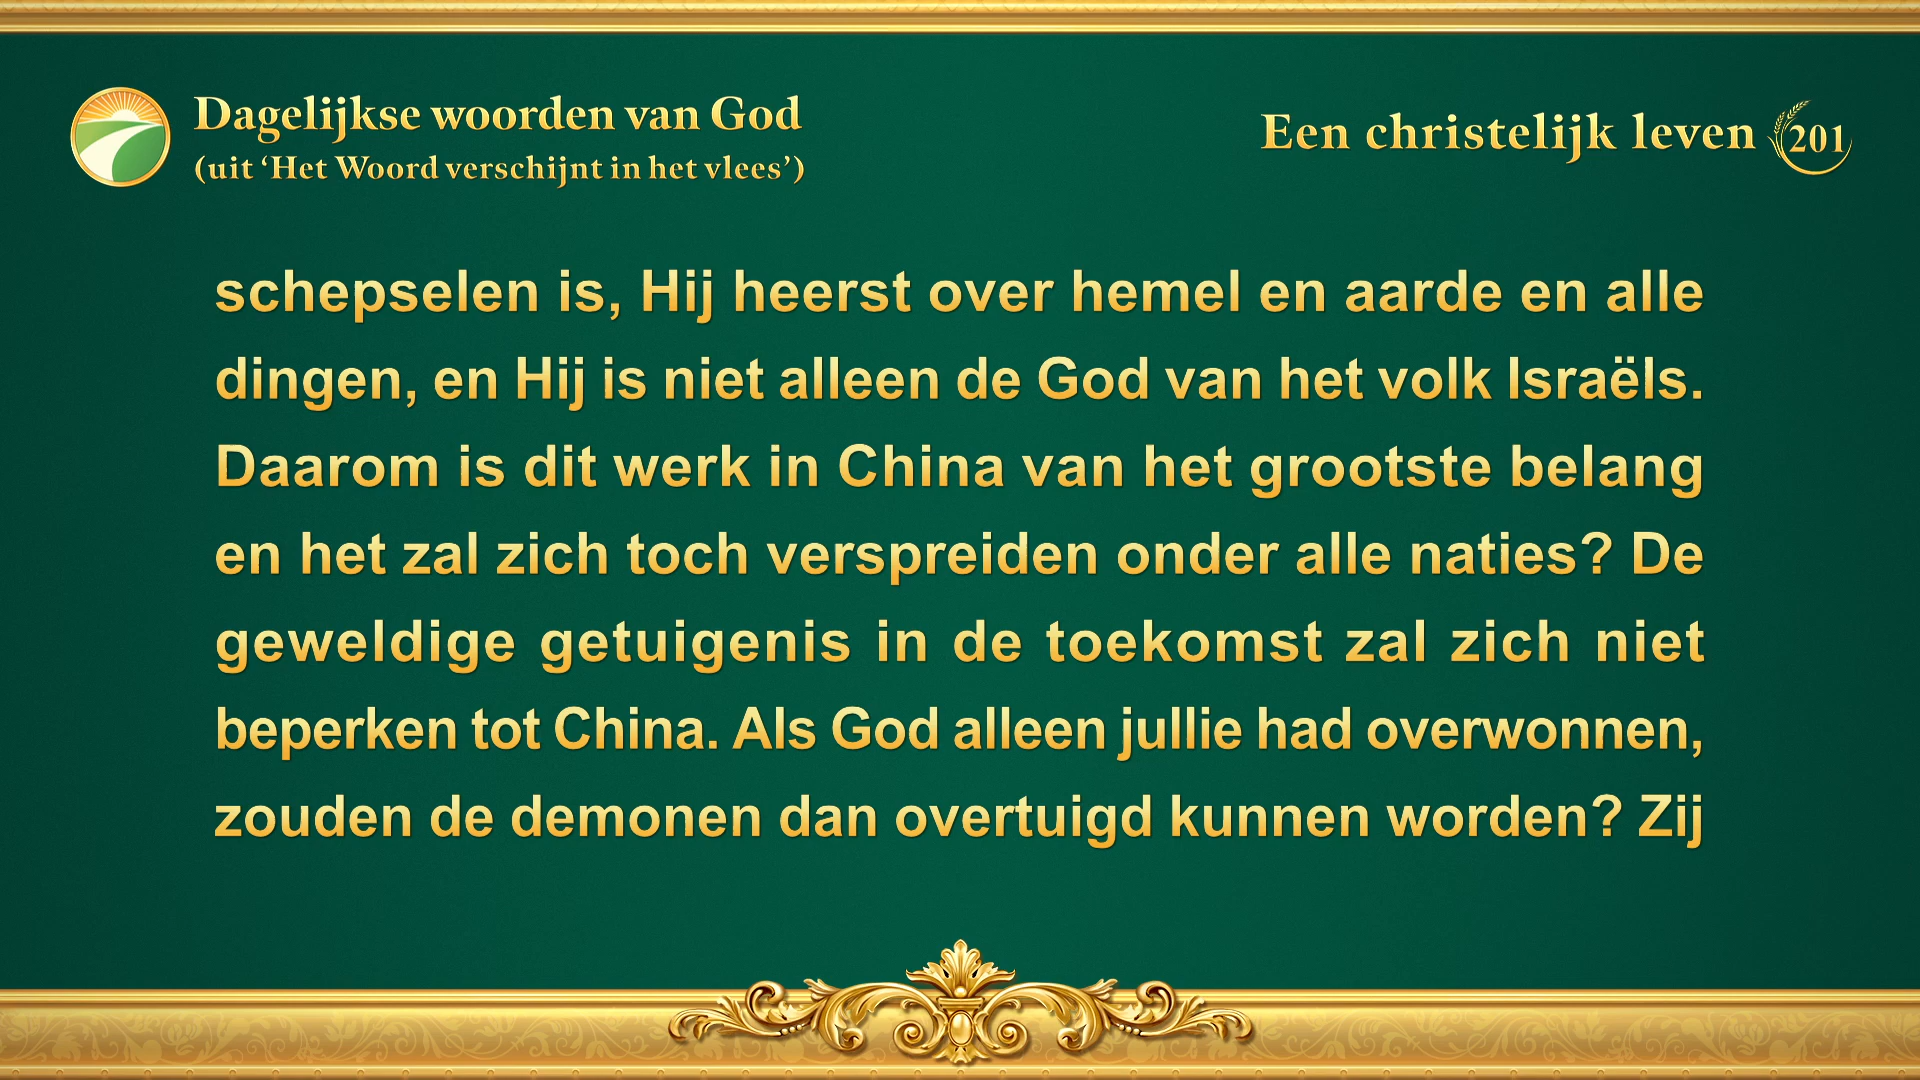 Dagelijkse woorden van God
(uit ‘Het Woord verschijnt in het vlees’)
Een christelijk leven 201
schepselen is, Hij heerst over hemel en aarde en alle
dingen, en Hij is niet alleen de God van het volk Israëls.
Daarom is dit werk in China van het grootste belang
en het zal zich toch verspreiden onder alle naties? De
geweldige getuigenis in de toekomst zal zich niet
beperken tot China. Als God alleen jullie had overwonnen,
zouden de demonen dan overtuigd kunnen worden? Zij